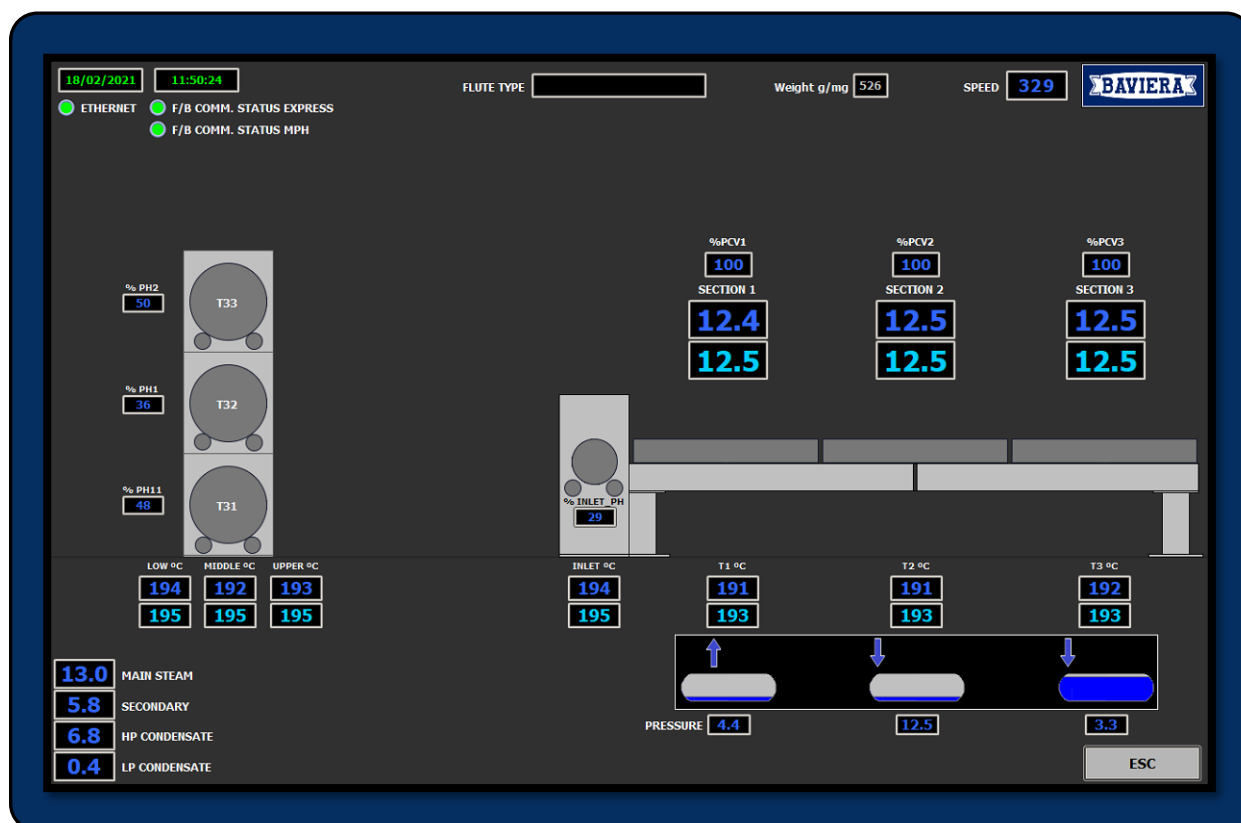 18/02/2021 11:50:24 FLUTE TYPE Weight g/mg 526 SPEED 329 BAVIERA
ETHERNET F/B COMM. STATUS EXPRESS
F/B COMM. STATUS MPH
%PCV1 %PCV2 %PCV3
100 100 100
% PH2 SECTION 1 SECTION 2 SECTION 3
50 T33 12.4 12.5 12.5
12.5 12.5 12.5
% PH1
36 T32
% PH11
48 T31
% INLET_PH
29
LOW ºC MIDDLE ºC UPPER ºC INLET ºC T1 ºC T2 ºC T3 ºC
194 192 193 194 191 191 192
195 195 195 195 193 193 193
13.0 MAIN STEAM
5.8 SECONDARY
PRESSURE 4.4 12.5 3.3
6.8 HP CONDENSATE
0.4 LP CONDENSATE ESC